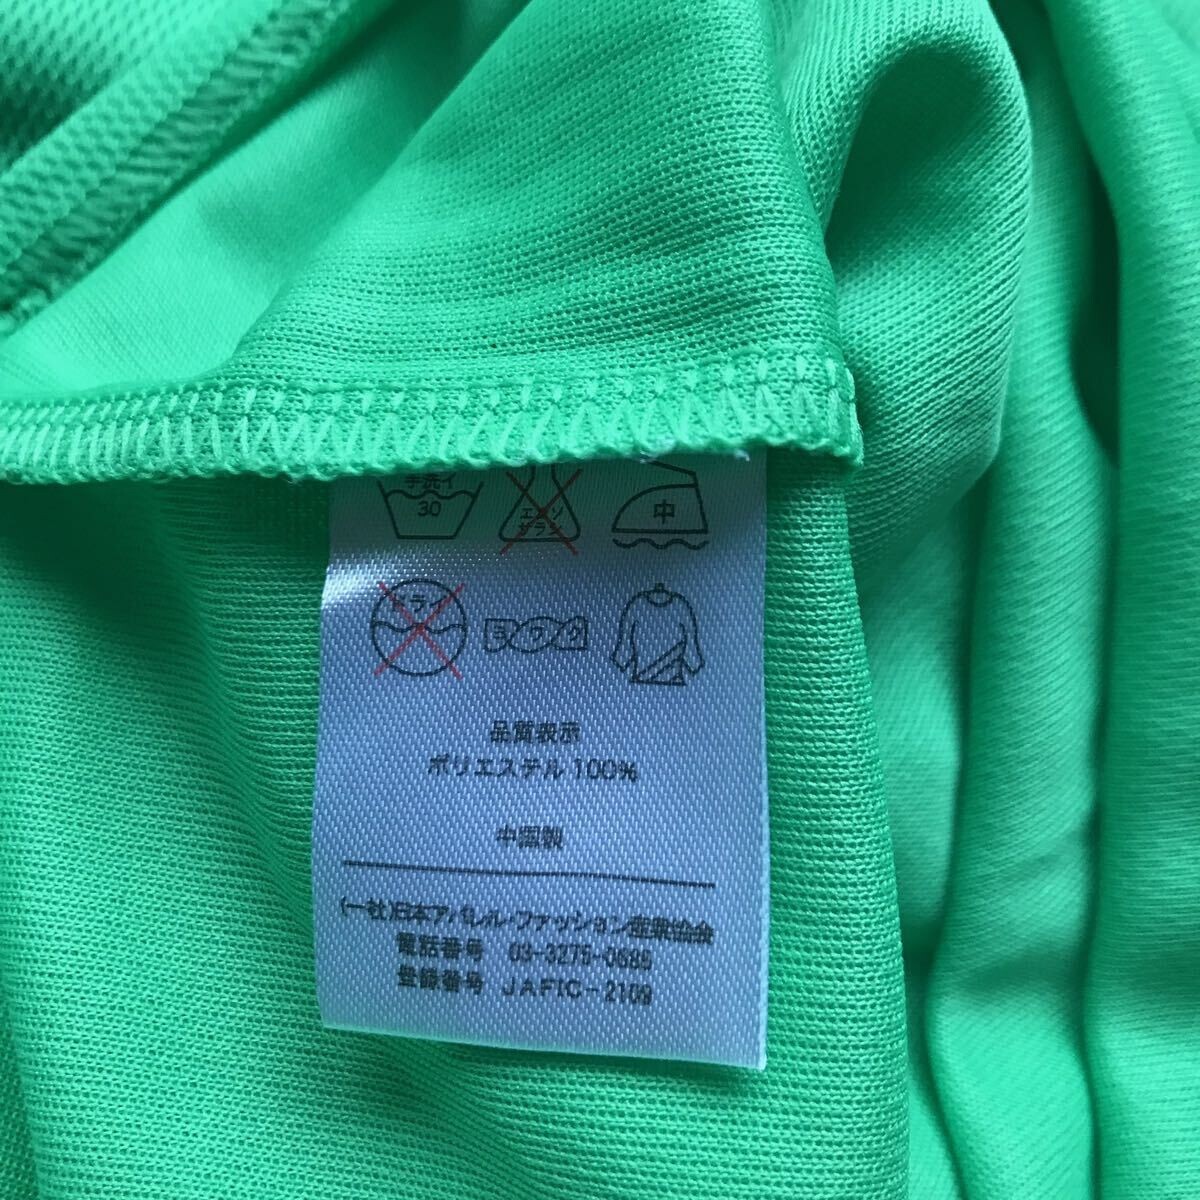 手洗イ
30
エンソ
サラシ
中
ドライ
ヨワク
品質表示
ポリエステル 100%
中国製
(一社)日本アパレル・ファッション産業協会
電話番号 03-3275-0685
登録番号 JAFIC-2109